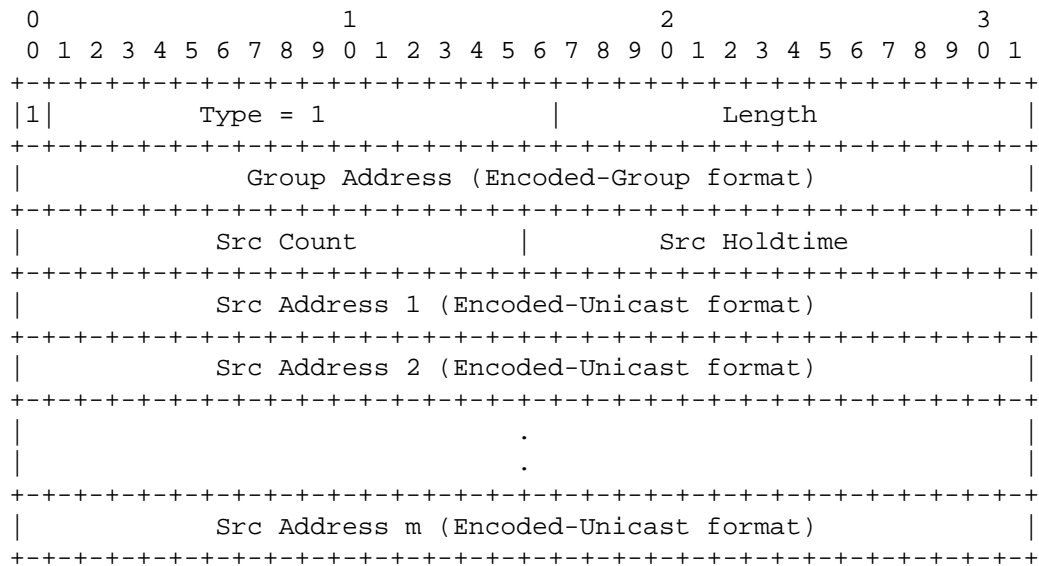 0                   1                   2                   3
 0 1 2 3 4 5 6 7 8 9 0 1 2 3 4 5 6 7 8 9 0 1 2 3 4 5 6 7 8 9 0 1
+-+-+-+-+-+-+-+-+-+-+-+-+-+-+-+-+-+-+-+-+-+-+-+-+-+-+-+-+-+-+-+-+
|1|         Type = 1              |          Length             |
+-+-+-+-+-+-+-+-+-+-+-+-+-+-+-+-+-+-+-+-+-+-+-+-+-+-+-+-+-+-+-+-+
|              Group Address (Encoded-Group format)             |
+-+-+-+-+-+-+-+-+-+-+-+-+-+-+-+-+-+-+-+-+-+-+-+-+-+-+-+-+-+-+-+-+
|            Src Count          |        Src Holdtime           |
+-+-+-+-+-+-+-+-+-+-+-+-+-+-+-+-+-+-+-+-+-+-+-+-+-+-+-+-+-+-+-+-+
|            Src Address 1 (Encoded-Unicast format)             |
+-+-+-+-+-+-+-+-+-+-+-+-+-+-+-+-+-+-+-+-+-+-+-+-+-+-+-+-+-+-+-+-+
|            Src Address 2 (Encoded-Unicast format)             |
+-+-+-+-+-+-+-+-+-+-+-+-+-+-+-+-+-+-+-+-+-+-+-+-+-+-+-+-+-+-+-+-+
|                               .                               |
|                               .                               |
+-+-+-+-+-+-+-+-+-+-+-+-+-+-+-+-+-+-+-+-+-+-+-+-+-+-+-+-+-+-+-+-+
|            Src Address m (Encoded-Unicast format)             |
+-+-+-+-+-+-+-+-+-+-+-+-+-+-+-+-+-+-+-+-+-+-+-+-+-+-+-+-+-+-+-+-+